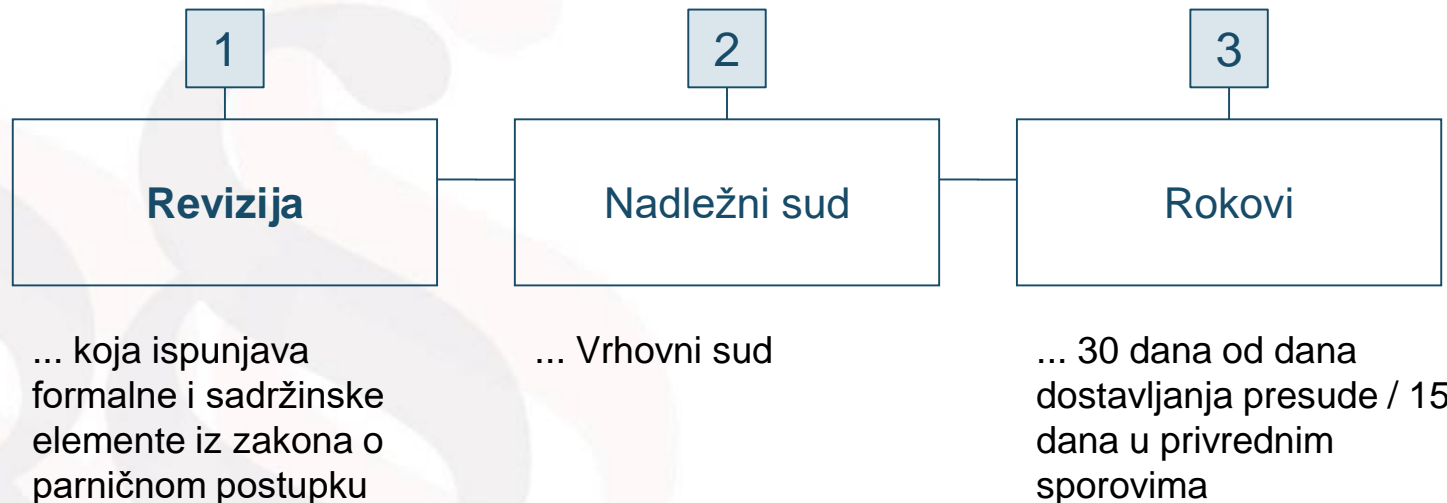 1
2
3
Revizija
Nadležni sud
Rokovi
... koja ispunjava
formalne i sadržinske
elemente iz zakona o
parničnom postupku
... Vrhovni sud
... 30 dana od dana
dostavljanja presude / 15
dana u privrednim
sporovima